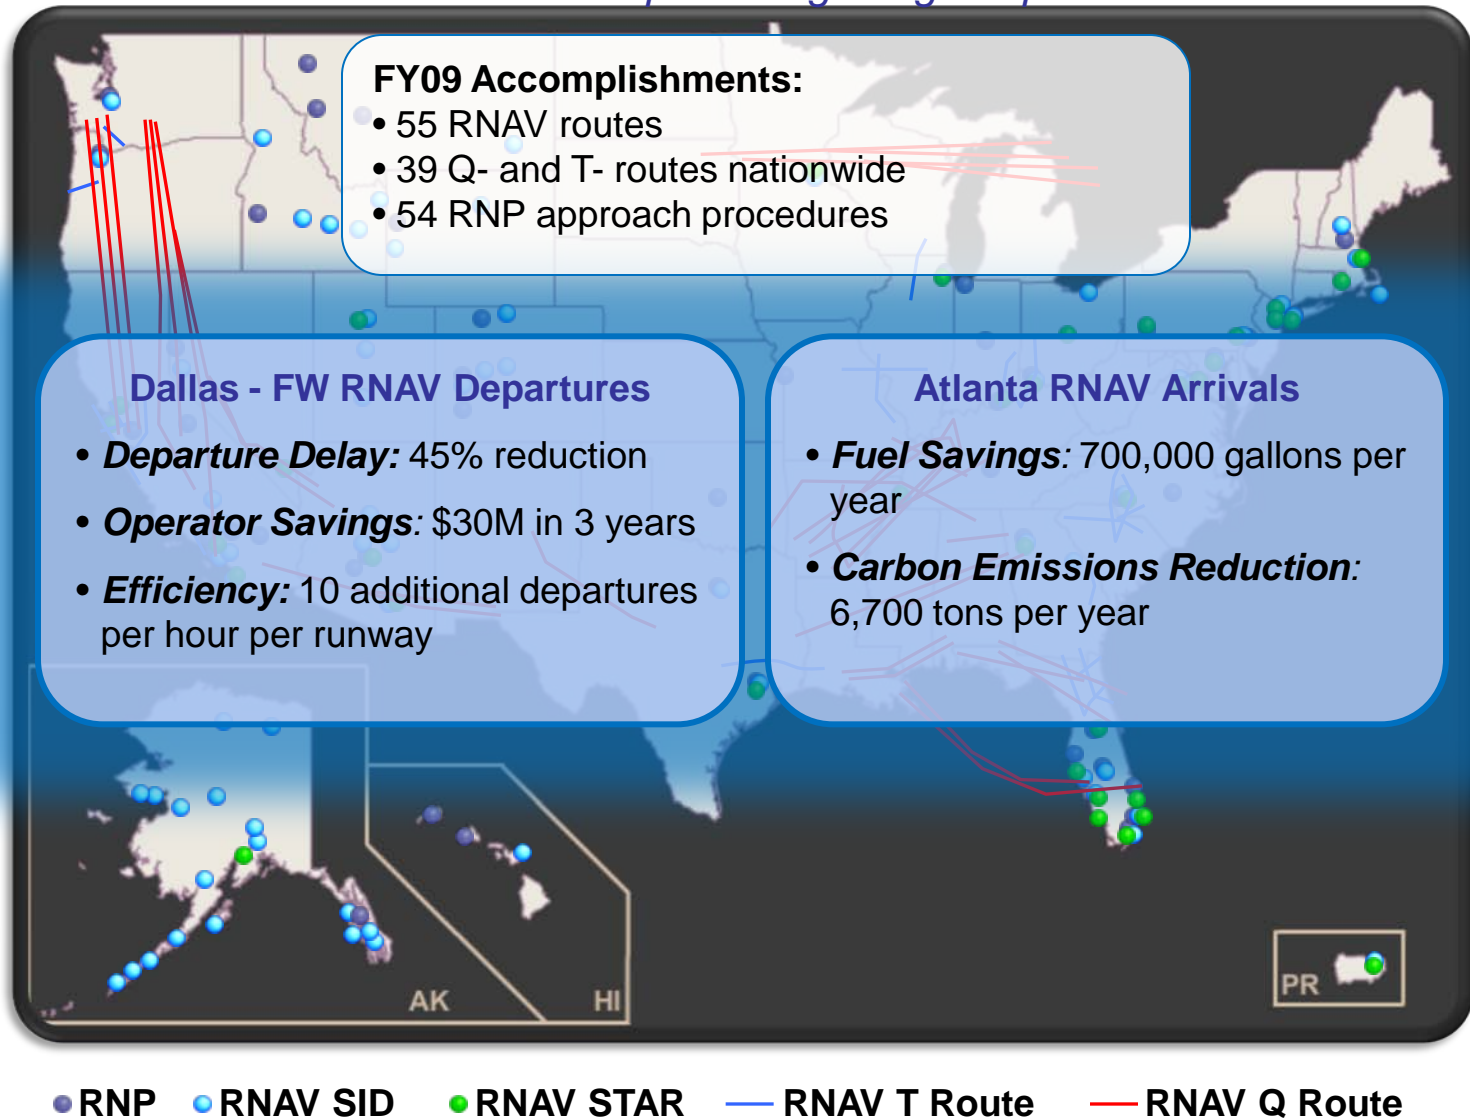 FY09 Accomplishments:
• 55 RNAV routes
• 39 Q- and T- routes nationwide
• 54 RNP approach procedures
Dallas - FW RNAV Departures
• Departure Delay: 45% reduction
• Operator Savings: $30M in 3 years
• Efficiency: 10 additional departures
per hour per runway
Atlanta RNAV Arrivals
• Fuel Savings: 700,000 gallons per
year
• Carbon Emissions Reduction:
6,700 tons per year
AK
HI
PR
RNP
RNAV SID
RNAV STAR
RNAV T Route
RNAV Q Route